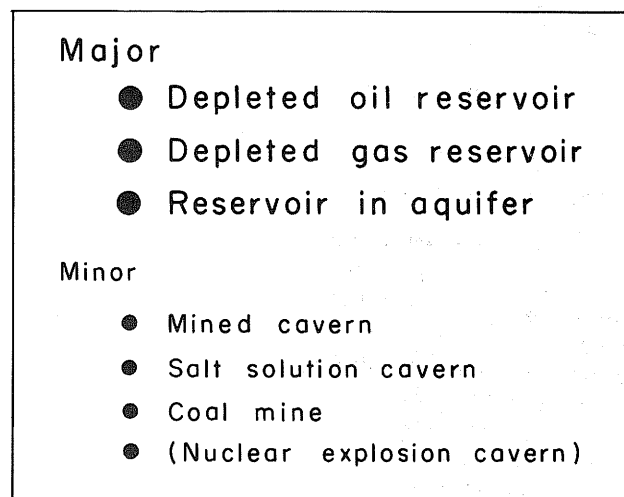 Major
● Depleted oil reservoir
● Depleted gas reservoir
● Reservoir in aquifer
Minor
● Mined cavern
● Salt solution cavern
● Coal mine
● (Nuclear explosion cavern)